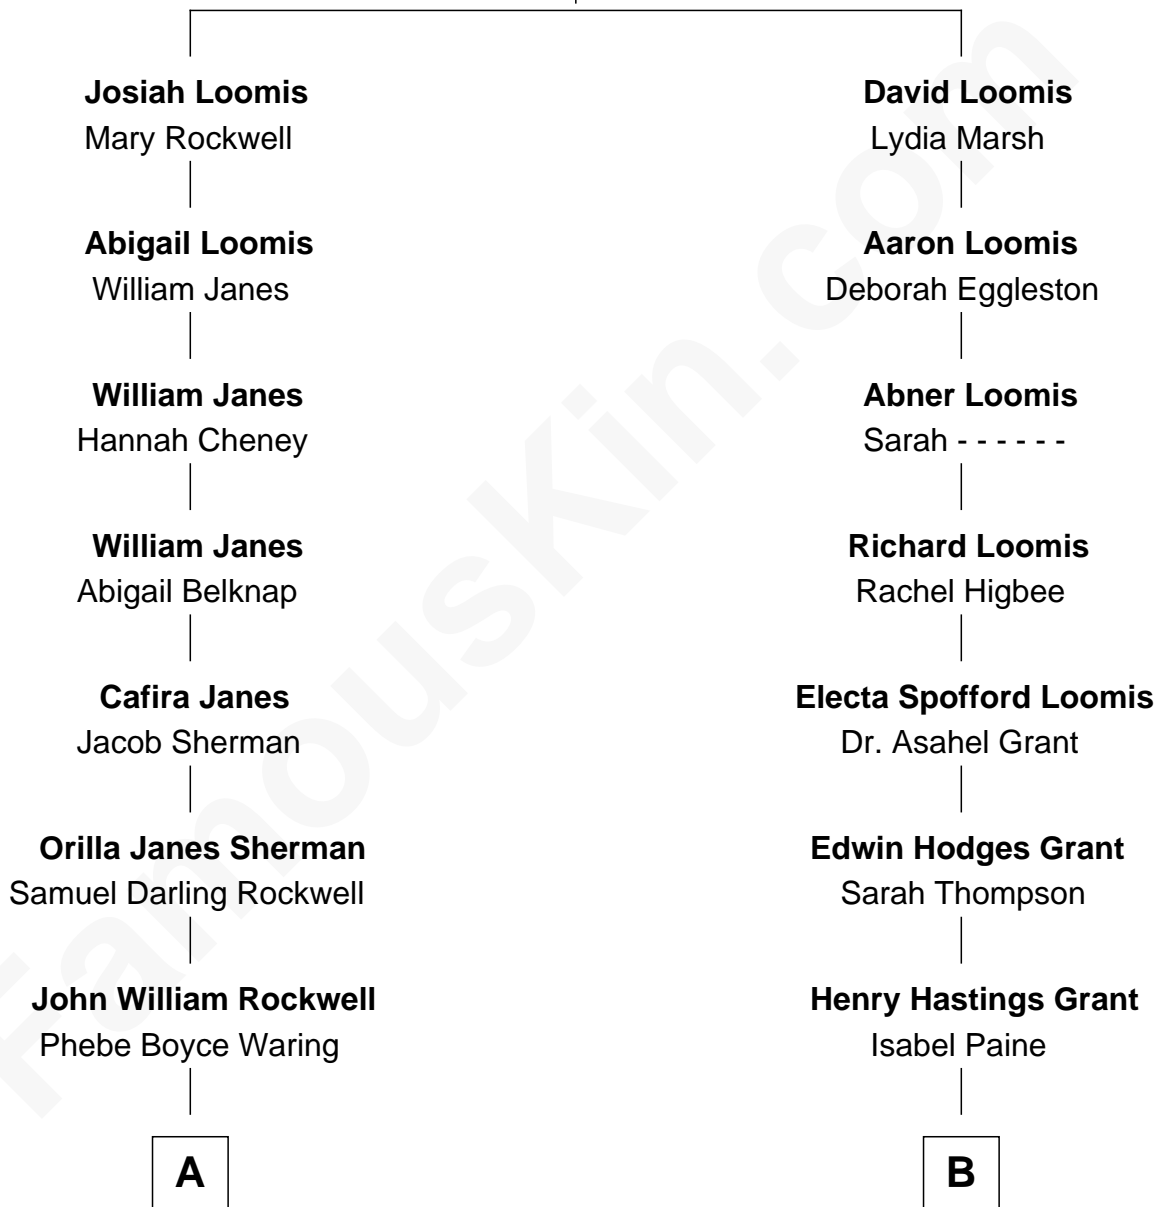 Josiah Loomis
Mary Rockwell
Abigail Loomis
William Janes
William Janes
Hannah Cheney
William Janes
Abigail Belknap
Cafira Janes
Jacob Sherman
Orilla Janes Sherman
Samuel Darling Rockwell
John William Rockwell
Phebe Boyce Waring
A
David Loomis
Lydia Marsh
Aaron Loomis
Deborah Eggleston
Abner Loomis
Sarah - - - - - -
Richard Loomis
Rachel Higbee
Electa Spofford Loomis
Dr. Asahel Grant
Edwin Hodges Grant
Sarah Thompson
Henry Hastings Grant
Isabel Paine
B
FamousKin.com